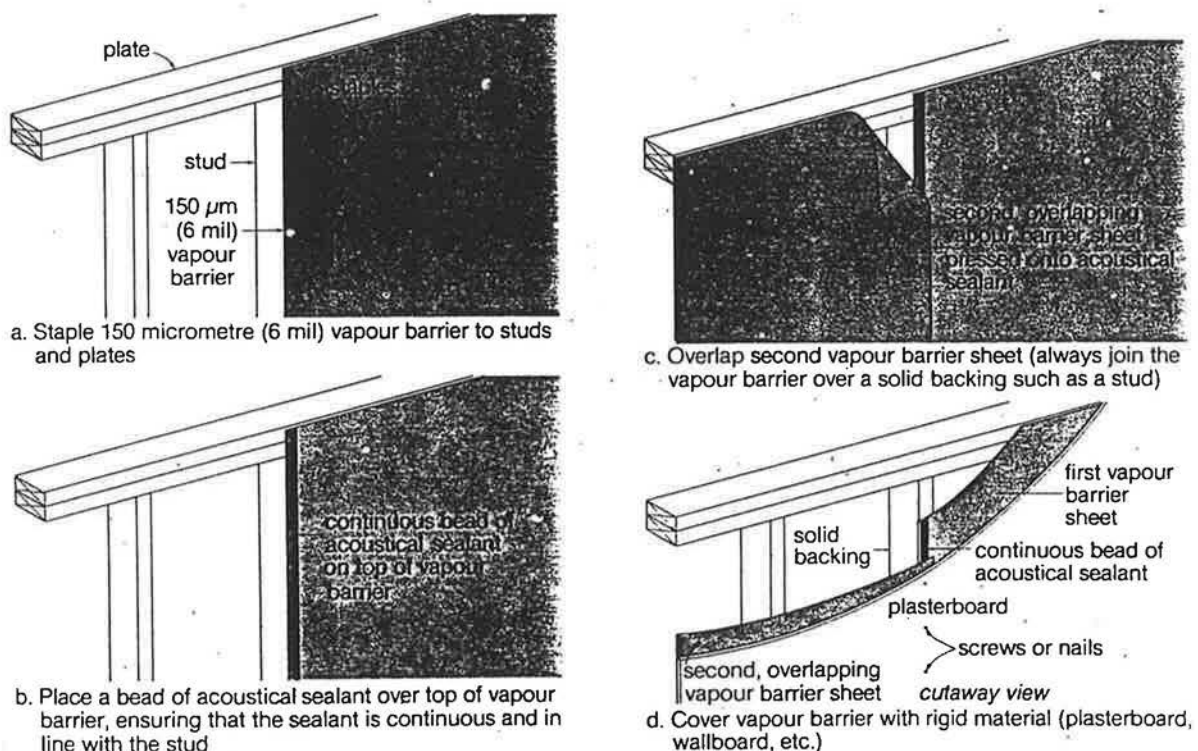 plate
staples
stud
150 μm
(6 mil)
vapour
barrier
a. Staple 150 micrometre (6 mil) vapour barrier to studs
and plates
continuous bead of
acoustical sealant
on top of vapour
barrier
b. Place a bead of acoustical sealant over top of vapour
barrier, ensuring that the sealant is continuous and in
line with the stud
second, overlapping
vapour barrier sheet
pressed onto acoustical
sealant
c. Overlap second vapour barrier sheet (always join the
vapour barrier over a solid backing such as a stud)
first vapour
barrier
sheet
solid
backing
continuous bead of
acoustical sealant
plasterboard
screws or nails
second, overlapping
vapour barrier sheet
cutaway view
d. Cover vapour barrier with rigid material (plasterboard,
wallboard, etc.)